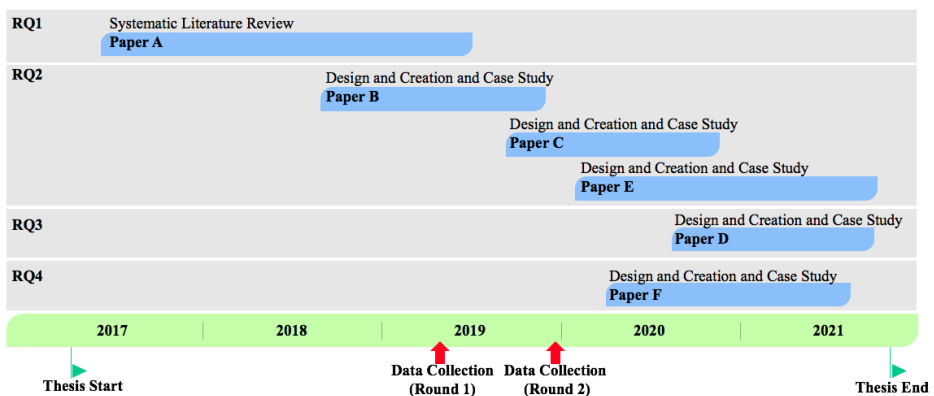 RQ1
Systematic Literature Review
Paper A
RQ2
Design and Creation and Case Study
Paper B
Design and Creation and Case Study
Paper C
Design and Creation and Case Study
Paper E
RQ3
Design and Creation and Case Study
Paper D
RQ4
Design and Creation and Case Study
Paper F
2017 2018 2019 2020 2021
Thesis Start
Data Collection
(Round 1)
Data Collection
(Round 2)
Thesis End